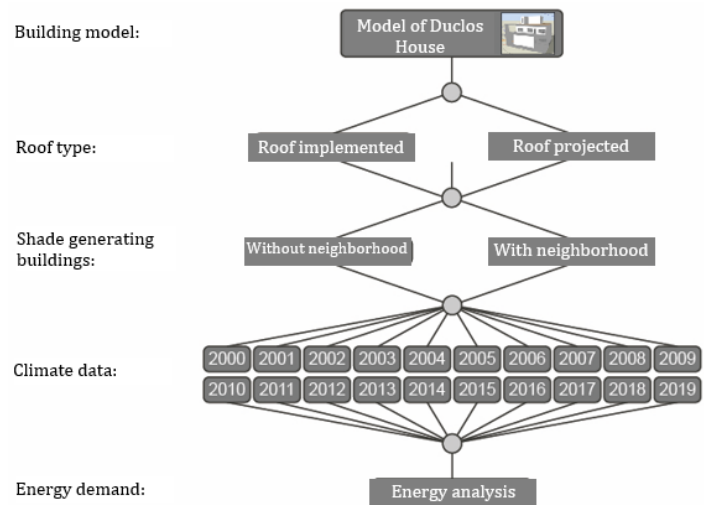 Building model:
Model of Duclos
House
Roof type:
Roof implemented
Roof projected
Shade generating
buildings:
Without neighborhood
With neighborhood
Climate data:
2000 2001 2002 2003 2004 2005 2006 2007 2008 2009
2010 2011 2012 2013 2014 2015 2016 2017 2018 2019
Energy demand:
Energy analysis